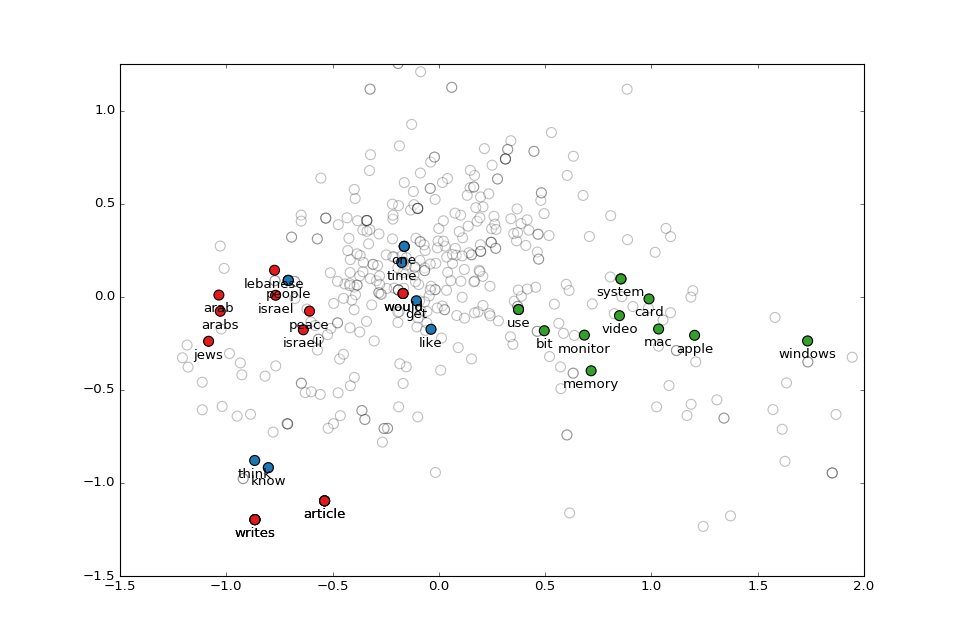 1.0
0.5
one
time
lebanese
people
system
0.0
arab
israel
would
get
card
arabs
peace
use
video
israeli
like
bit
monitor
mac
apple
jews
windows
memory
−0.5
think
know
−1.0
article
writes
−1.5
−1.5 −1.0 −0.5 0.0 0.5 1.0 1.5 2.0